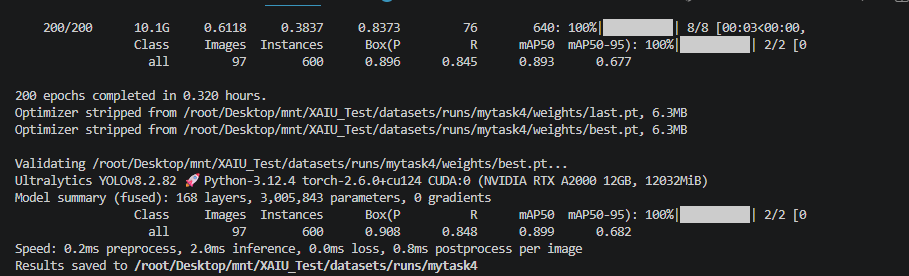 200/200 10.1G 0.6118 0.3837 0.8373 76 640: 100%| | 8/8 [00:03<00:00,
Class Images Instances Box(P R mAP50 mAP50-95): 100%| | 2/2 [0
all 97 600 0.896 0.845 0.893 0.677
200 epochs completed in 0.320 hours.
Optimizer stripped from /root/Desktop/mnt/XAIU_Test/datasets/runs/mytask4/weights/last.pt, 6.3MB
Optimizer stripped from /root/Desktop/mnt/XAIU_Test/datasets/runs/mytask4/weights/best.pt, 6.3MB
Validating /root/Desktop/mnt/XAIU_Test/datasets/runs/mytask4/weights/best.pt...
Ultralytics YOLOv8.2.82 🚀 Python-3.12.4 torch-2.6.0+cu124 CUDA:0 (NVIDIA RTX A2000 12GB, 12032MiB)
Model summary (fused): 168 layers, 3,005,843 parameters, 0 gradients
Class Images Instances Box(P R mAP50 mAP50-95): 100%| | 2/2 [0
all 97 600 0.908 0.848 0.899 0.682
Speed: 0.2ms preprocess, 2.0ms inference, 0.0ms loss, 0.8ms postprocess per image
Results saved to /root/Desktop/mnt/XAIU_Test/datasets/runs/mytask4